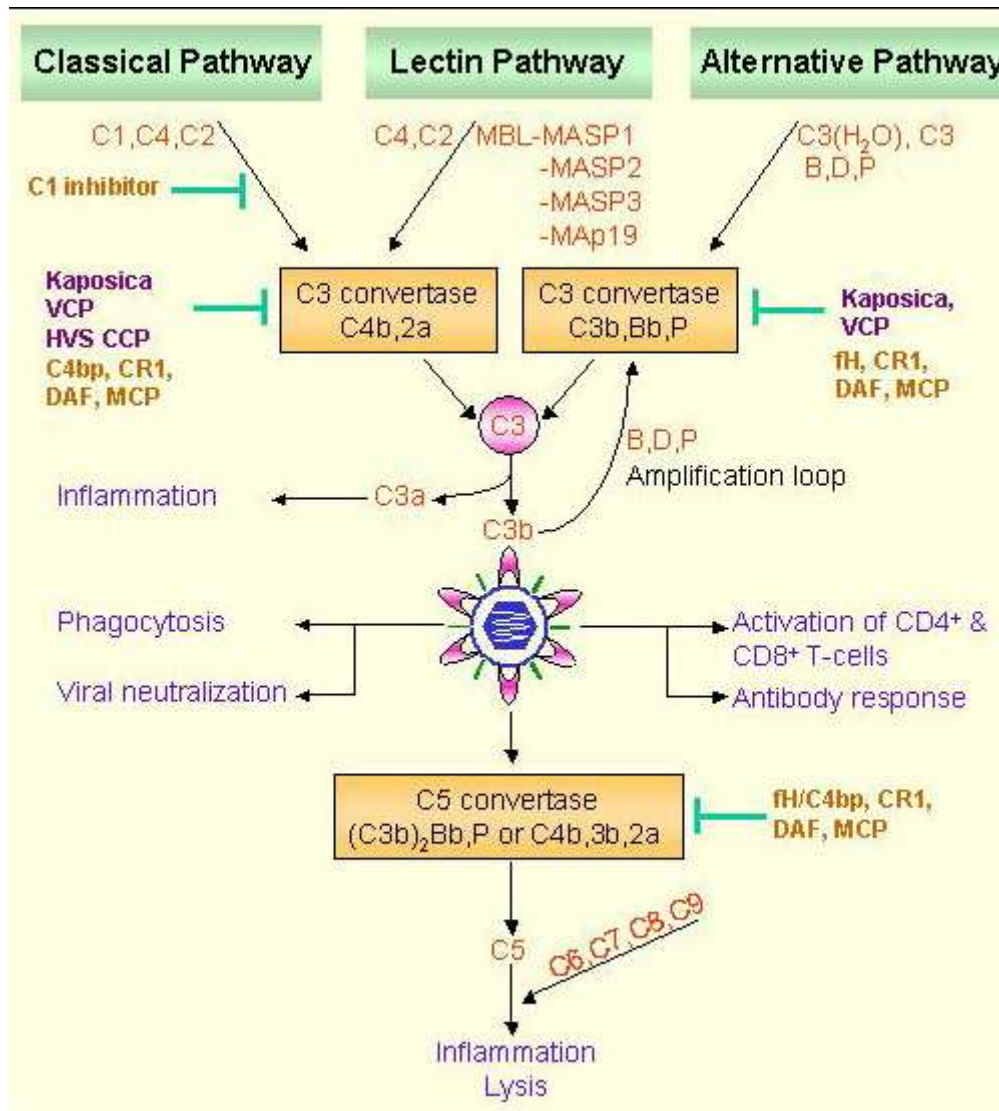 Classical Pathway
Lectin Pathway
Alternative Pathway
C1,C4,C2
C4,C2
MBL-MASP1
-MASP2
-MASP3
-MAp19
C3(H₂O), C3
B,D,P
C1 inhibitor
Kaposica
VCP
HVS CCP
C4bp, CR1,
DAF, MCP
C3 convertase
C4b,2a
C3 convertase
C3b,Bb,P
Kaposica,
VCP
fH, CR1,
DAF, MCP
C3
B,D,P
Amplification loop
Inflammation
C3a
C3b
Phagocytosis
Viral neutralization
Activation of CD4⁺ &
CD8⁺ T-cells
Antibody response
C5 convertase
(C3b)₂Bb,P or C4b,3b,2a
fH/C4bp, CR1,
DAF, MCP
C5
C6,C7,C8,C9
Inflammation
Lysis